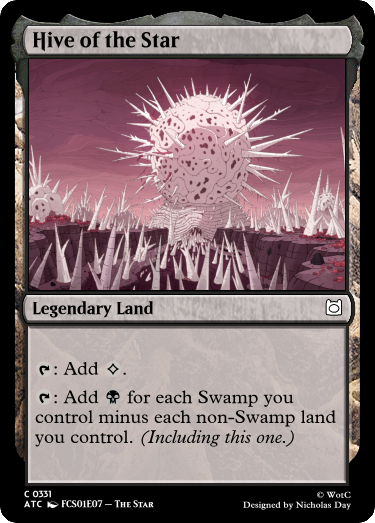 Hive of the Star
Legendary Land
: Add .
: Add for each Swamp you
control minus each non-Swamp land
you control. (Including this one.)
C 0331
ATC FCS01E07 – The Star
© WotC
Designed by Nicholas Day